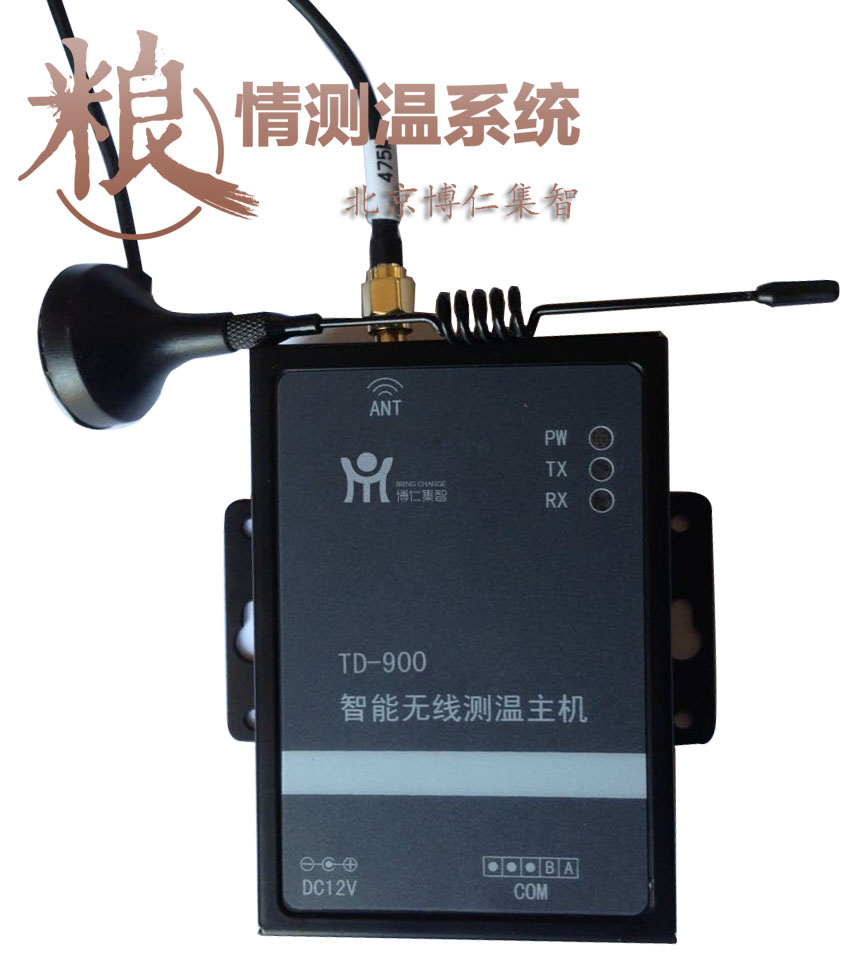 粮情测温系统
北京博仁集智
475M
ANT
PW
TX
RX
BRING CHANGE
博仁集智
TD-900
智能无线测温主机
DC12V
B A
COM